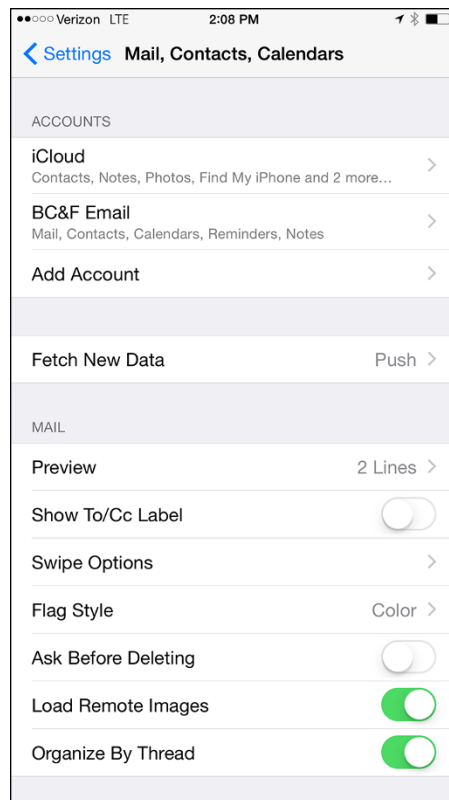 Verizon LTE 2:08 PM
Settings Mail, Contacts, Calendars
ACCOUNTS
iCloud
Contacts, Notes, Photos, Find My iPhone and 2 more...
BC&F Email
Mail, Contacts, Calendars, Reminders, Notes
Add Account
Fetch New Data Push
MAIL
Preview 2 Lines
Show To/Cc Label
Swipe Options
Flag Style Color
Ask Before Deleting
Load Remote Images
Organize By Thread